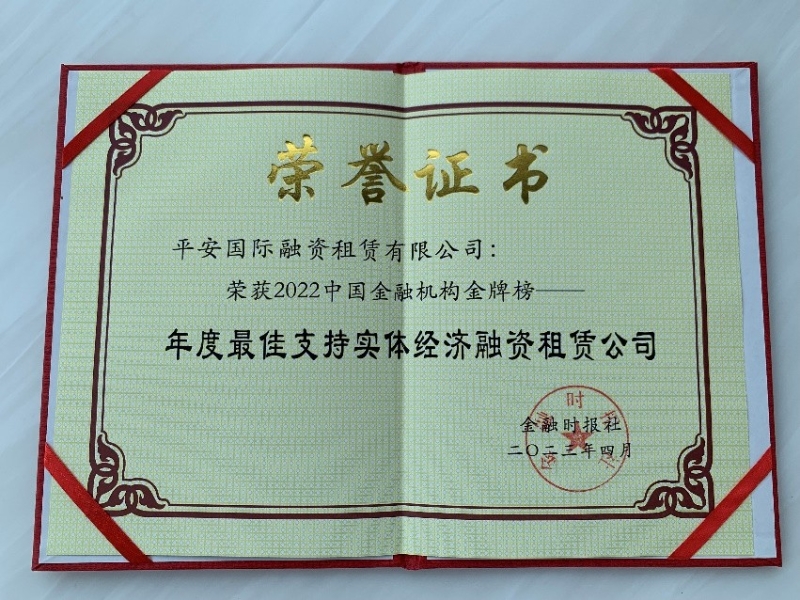 荣誉证书
平安国际融资租赁有限公司：
荣获2022中国金融机构金牌榜——
年度最佳支持实体经济融资租赁公司
金融时报社
二〇二三年四月